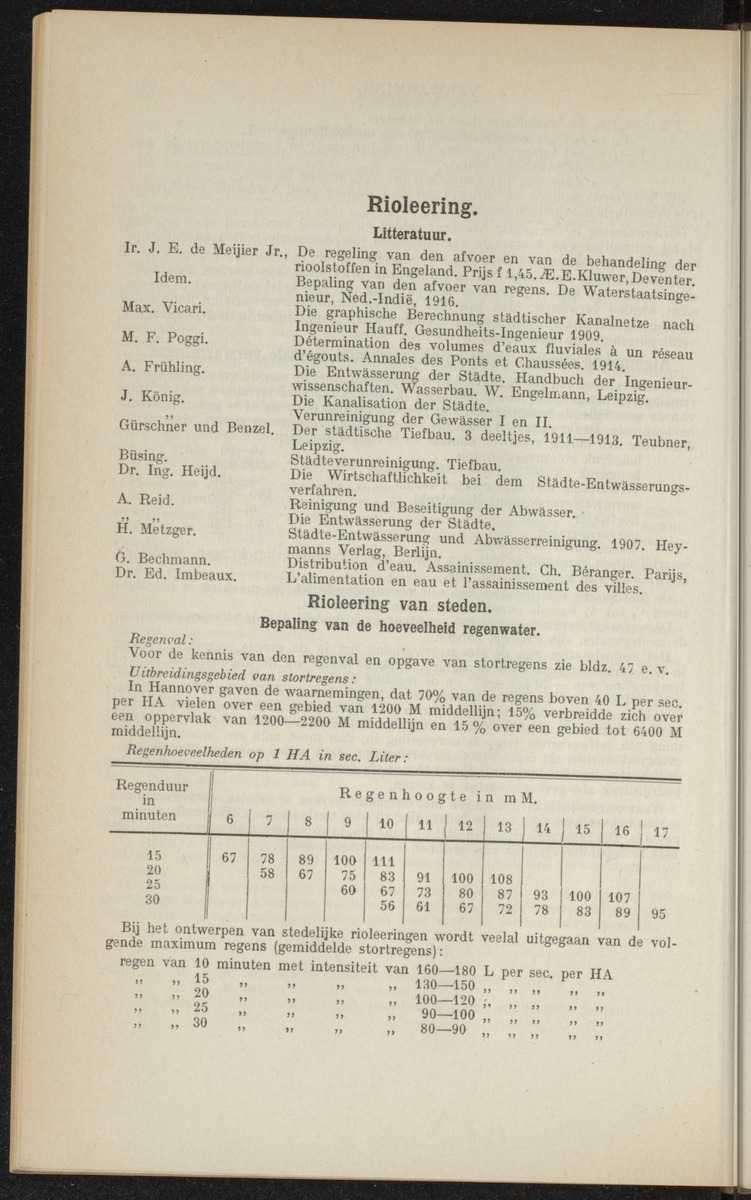 Rioleering.
Litteratuur.
Ir. J. E. de Meijier Jr., De regeling van den afvoer en van de behandeling der
rioolstoffen in Engeland. Prijs f 1,45. Æ.E.Kluwer, Deventer.
Idem. Bepaling van den afvoer van regens. De Waterstaatsinge-
nieur, Ned.-Indië, 1916.
Max. Vicari. Die graphische Berechnung städtischer Kanalnetze nach
Ingenieur Hauff. Gesundheits-Ingenieur 1909.
M. F. Poggi. Détermination des volumes d'eaux fluviales à un réseau
d'égouts. Annales des Ponts et Chaussées. 1914.
A. Frühling. Die Entwässerung der Städte. Handbuch der Ingenieur-
wissenschaften. Wasserbau. W. Engelmann, Leipzig.
J. König. Die Kanalisation der Städte.
„ Verunreinigung der Gewässer I en II.
Gürschner und Benzel. Der städtische Tiefbau. 3 deeltjes, 1911—1913. Teubner,
Leipzig.
Büsing. Städteverunreinigung. Tiefbau.
Dr. Ing. Heijd. Die Wirtschaftlichkeit bei dem Städte-Entwässerungs-
verfahren.
A. Reid. Reinigung und Beseitigung der Abwässer.
„ „ Die Entwässerung der Städte.
H. Metzger. Städte-Entwässerung und Abwässerreinigung. 1907. Hey-
manns Verlag, Berlijn.
G. Bechmann. Distribution d'eau. Assainissement. Ch. Béranger. Parijs,
Dr. Ed. Imbeaux. L'alimentation en eau et l'assainissement des villes.
Rioleering van steden.
Bepaling van de hoeveelheid regenwater.
Regenval:
Voor de kennis van den regenval en opgave van stortregens zie bldz. 47 e. v.
Uitbreidingsgebied van stortregens:
In Hannover gaven de waarnemingen, dat 70% van de regens boven 40 L per sec.
per HA vielen over een gebied van 1200 M middellijn; 15% verbreidde zich over
een oppervlak van 1200—2200 M middellijn en 15 % over een gebied tot 6400 M
middellijn.
Regenhoeveelheden op 1 HA in sec. Liter:
Regenduur in minuten Regenhoogte in mM.
6 7 8 9 10 11 12 13 14 15 16 17
15 67 78 89 100 111
20 58 67 75 83 91 100 108
25 60 67 73 80 87 93 100 107
30 56 61 67 72 78 83 89 95
Bij het ontwerpen van stedelijke rioleeringen wordt veelal uitgegaan van de vol-
gende maximum regens (gemiddelde stortregens):
regen van 10 minuten met intensiteit van 160—180 L per sec. per HA
„ „ 15 „ „ „ „ 130—150 „ „ „ „ „
„ „ 20 „ „ „ „ 100—120 „ „ „ „ „
„ „ 25 „ „ „ „ 90—100 „ „ „ „ „
„ „ 30 „ „ „ „ 80—90 „ „ „ „ „